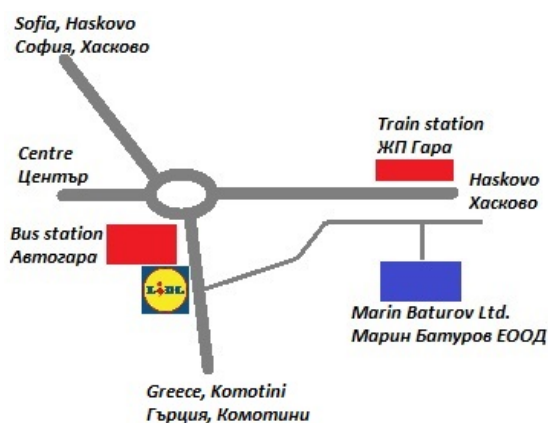 Sofia, Haskovo
София, Хасково
Train station
ЖП Гара
Centre
Център
Haskovo
Хасково
Bus station
Автогара
LIDL
Marin Baturov Ltd.
Марин Батуров ЕООД
Greece, Komotini
Гърция, Комотини